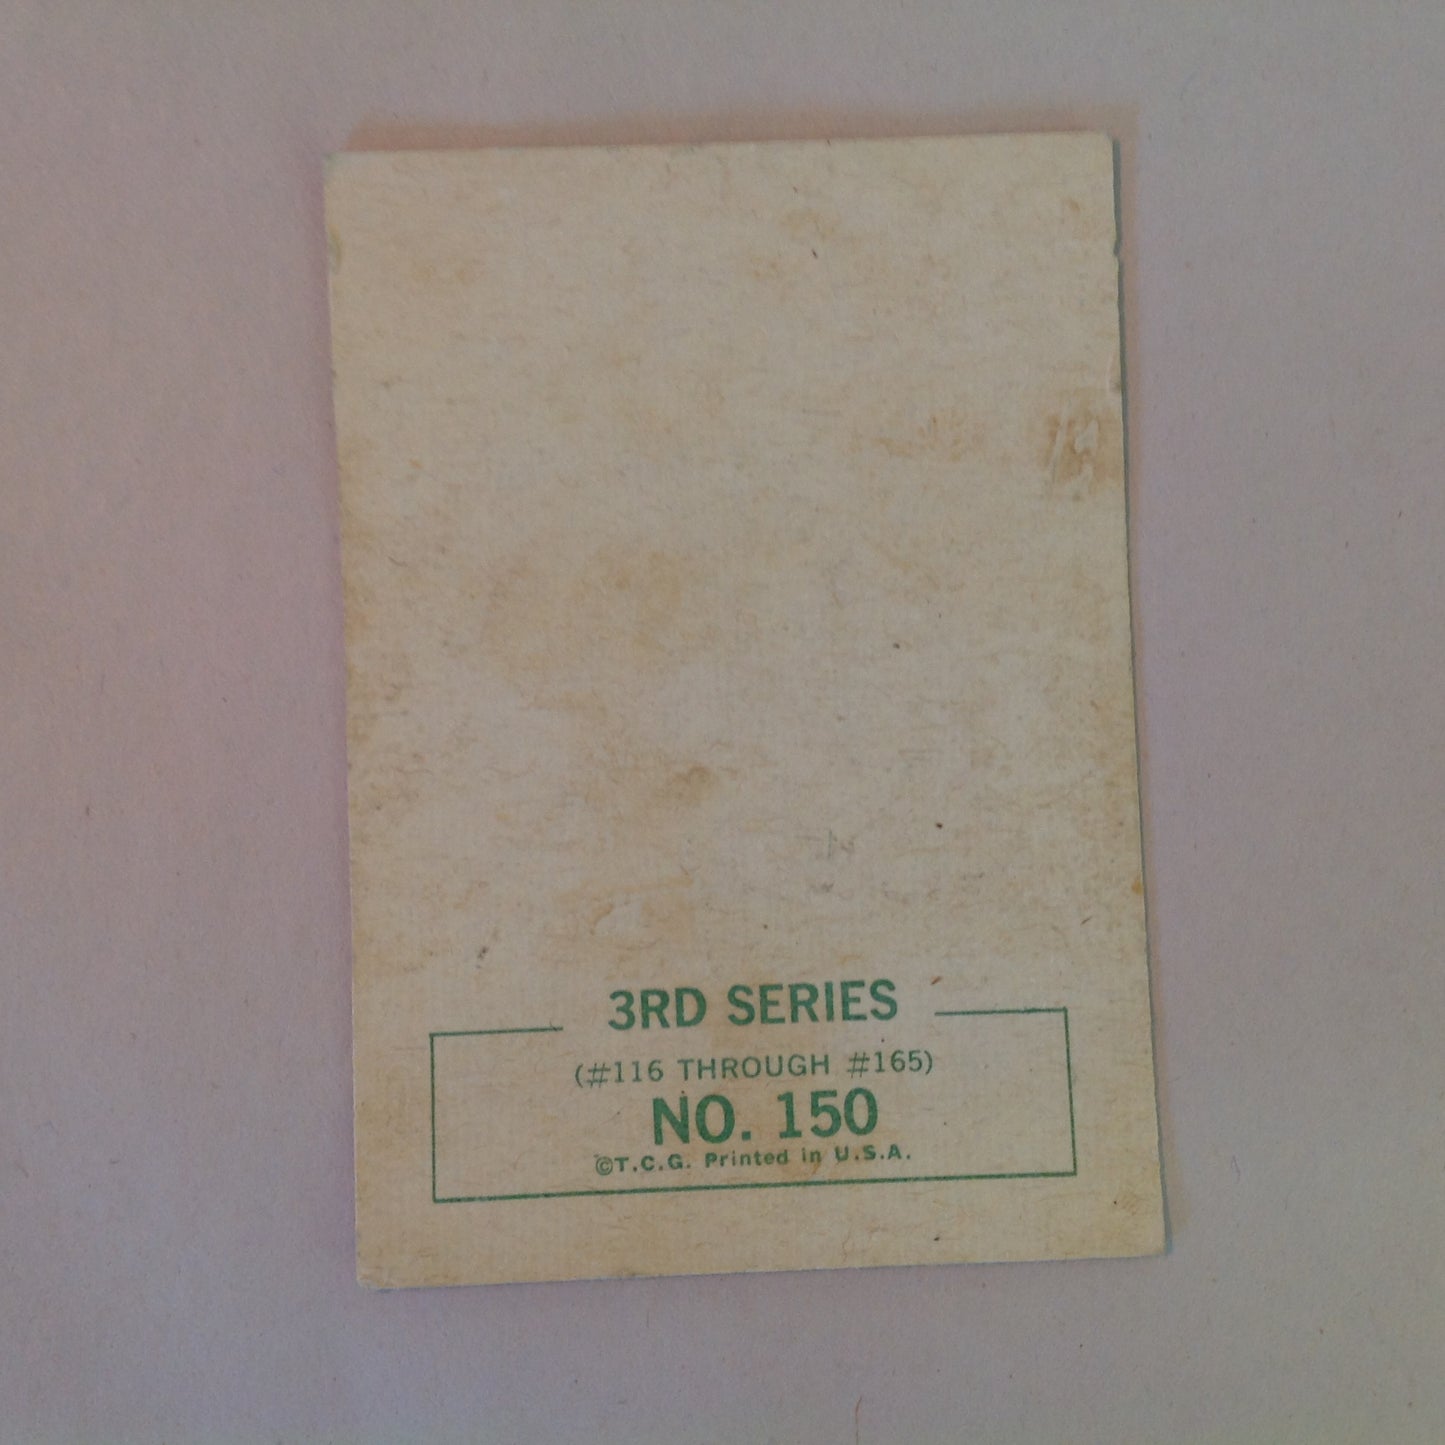 3RD SERIES
(#116 THROUGH #165)
NO. 150
©T.C.G. Printed in U.S.A.